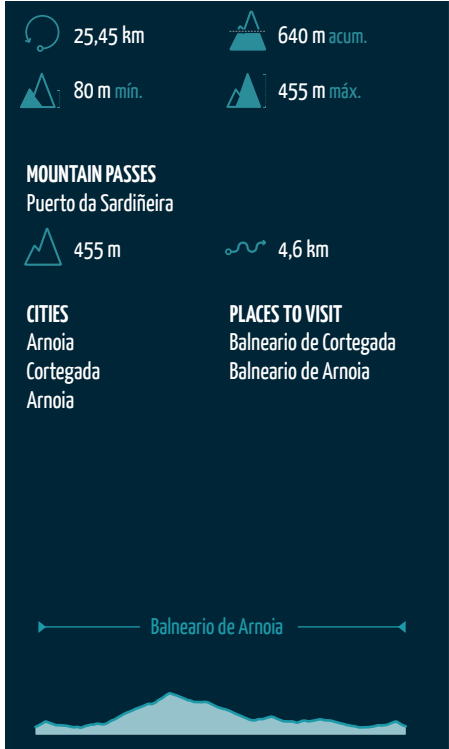 25,45 km
640 m acum.
80 m mín.
455 m máx.
MOUNTAIN PASSES
Puerto da Sardiñeira
455 m
4,6 km
CITIES
Arnoia
Cortegada
Arnoia
PLACES TO VISIT
Balneario de Cortegada
Balneario de Arnoia
Balneario de Arnoia